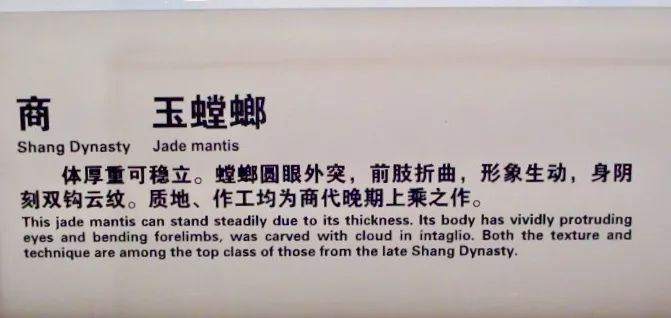 商 玉螳螂
Shang Dynasty Jade mantis
体厚重可稳立。螳螂圆眼外突，前肢折曲，形象生动，身阴
刻双钩云纹。质地、作工均为商代晚期上乘之作。
This jade mantis can stand steadily due to its thickness. Its body has vividly protruding
eyes and bending forelimbs, was carved with cloud in intaglio. Both the texture and
technique are among the top class of those from the late Shang Dynasty.